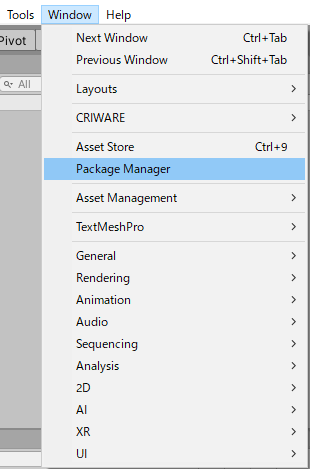 Tools Window Help
Pivot
All
Next Window Ctrl+Tab
Previous Window Ctrl+Shift+Tab
Layouts
CRIWARE
Asset Store Ctrl+9
Package Manager
Asset Management
TextMeshPro
General
Rendering
Animation
Audio
Sequencing
Analysis
2D
AI
XR
UI